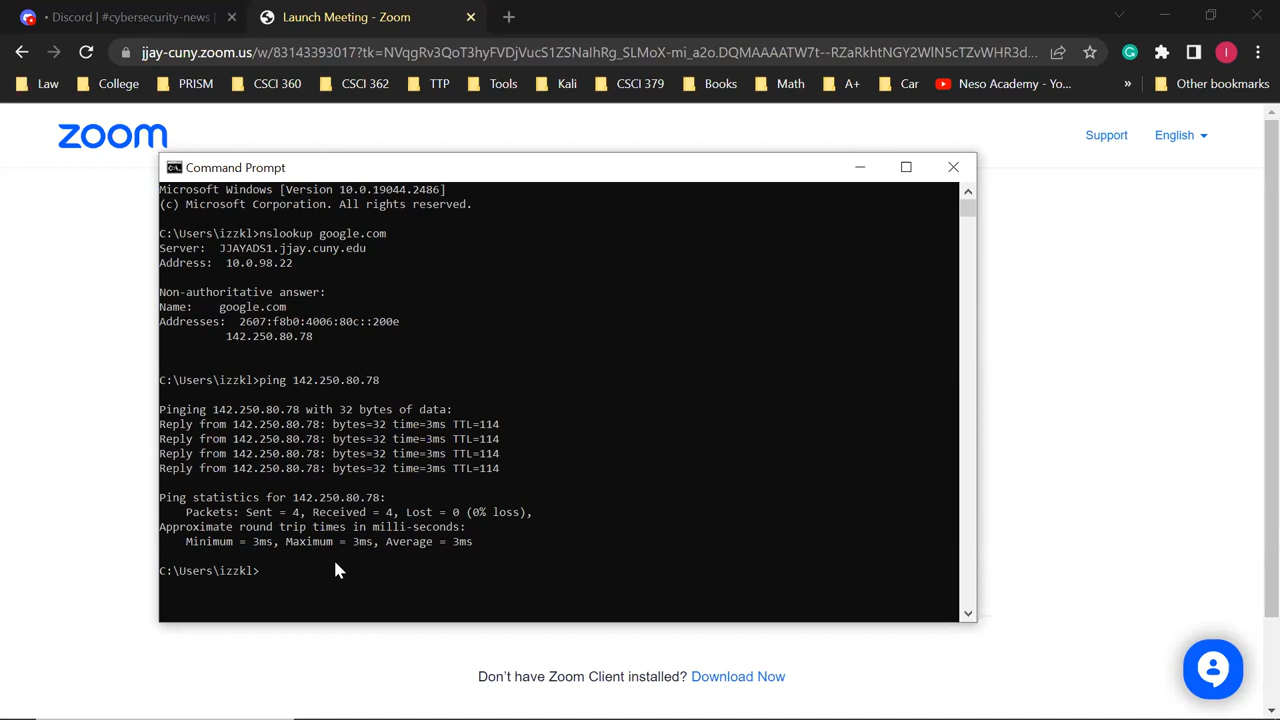 Discord | #cybersecurity-news
Launch Meeting - Zoom
jjay-cuny.zoom.us/w/83143393017?tk=NVqgRv3QoT3hyFVDjVucS1ZSNalhRg_SLMoX-mi_a2o.DQMAAAATW7t--RZaRkhtNGY2WlN5cTZvWHR3d...
I
Law
College
PRISM
CSCI 360
CSCI 362
TTP
Tools
Kali
CSCI 379
Books
Math
A+
Car
Neso Academy - Yo...
»
Other bookmarks
zoom
Support
English
Command Prompt
Microsoft Windows [Version 10.0.19044.2486]
(c) Microsoft Corporation. All rights reserved.
C:\Users\izzkl>nslookup google.com
Server: JJAYADS1.jjay.cuny.edu
Address: 10.0.98.22
Non-authoritative answer:
Name: google.com
Addresses: 2607:f8b0:4006:80c::200e
142.250.80.78
C:\Users\izzkl>ping 142.250.80.78
Pinging 142.250.80.78 with 32 bytes of data:
Reply from 142.250.80.78: bytes=32 time=3ms TTL=114
Reply from 142.250.80.78: bytes=32 time=3ms TTL=114
Reply from 142.250.80.78: bytes=32 time=3ms TTL=114
Reply from 142.250.80.78: bytes=32 time=3ms TTL=114
Ping statistics for 142.250.80.78:
Packets: Sent = 4, Received = 4, Lost = 0 (0% loss),
Approximate round trip times in milli-seconds:
Minimum = 3ms, Maximum = 3ms, Average = 3ms
C:\Users\izzkl>
Don't have Zoom Client installed? Download Now